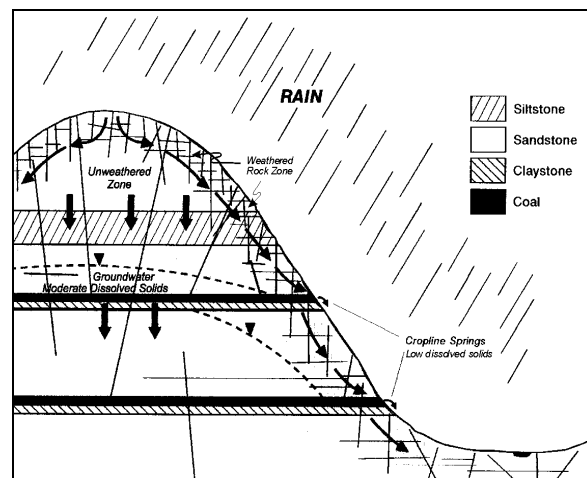 RAIN
Siltstone
Sandstone
Claystone
Coal
Weathered
Rock Zone
Unweathered
Zone
Groundwater
Moderate Dissolved Solids
Cropline Springs
Low dissolved solids